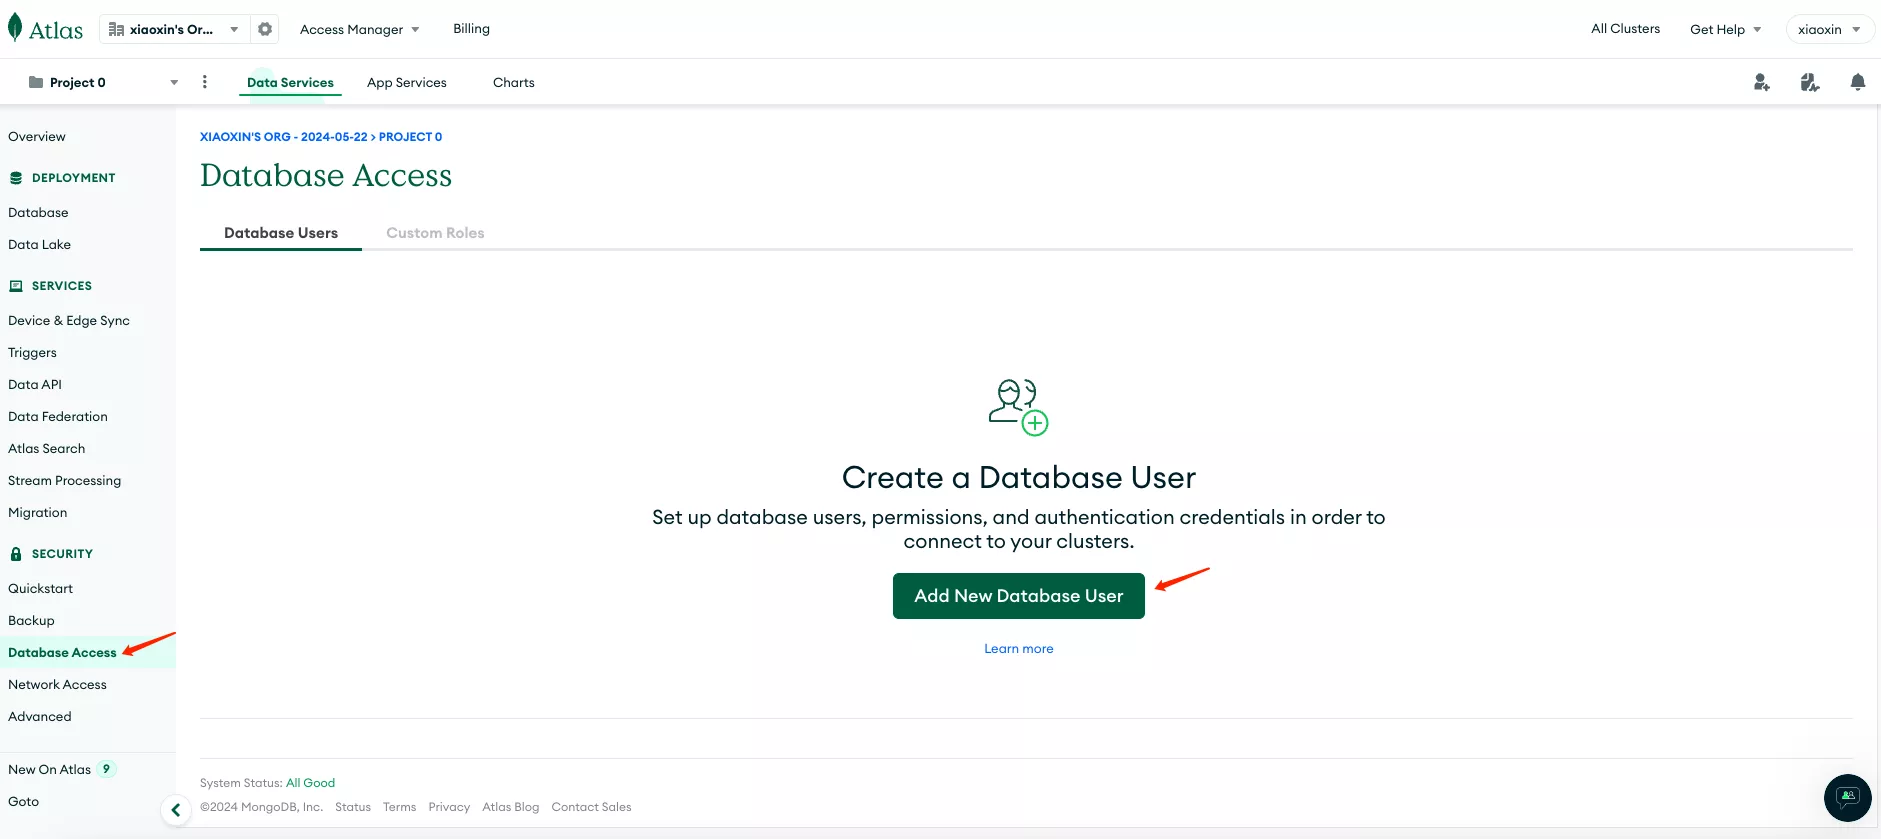 Atlas
xiaoxin's Or...
Access Manager
Billing
All Clusters
Get Help
xiaoxin
Project 0
Data Services
App Services
Charts
Overview
DEPLOYMENT
Database
Data Lake
SERVICES
Device & Edge Sync
Triggers
Data API
Data Federation
Atlas Search
Stream Processing
Migration
SECURITY
Quickstart
Backup
Database Access
Network Access
Advanced
New On Atlas 9
Goto
XIAOXIN'S ORG - 2024-05-22 > PROJECT 0
Database Access
Database Users
Custom Roles
Create a Database User
Set up database users, permissions, and authentication credentials in order to
connect to your clusters.
Add New Database User
Learn more
System Status: All Good
©2024 MongoDB, Inc. Status Terms Privacy Atlas Blog Contact Sales